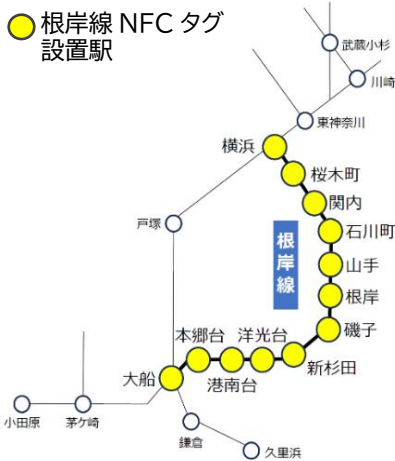 根岸線 NFC タグ
設置駅
武蔵小杉
川崎
東神奈川
横浜
桜木町
関内
戸塚
石川町
根岸線
山手
根岸
磯子
本郷台
洋光台
新杉田
大船
港南台
小田原
茅ケ崎
鎌倉
久里浜